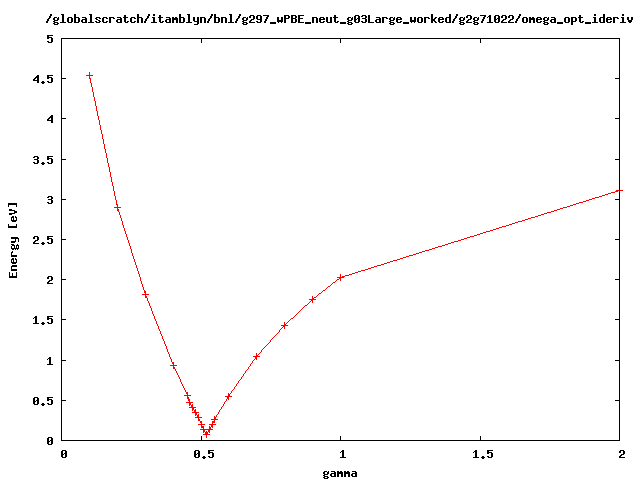 /globalscratch/itamblyn/bnl/g297_wPBE_neut_g03Large_worked/g2g71022/omega_opt_ideriv
5
4.5
4
3.5
3
2.5
2
1.5
1
0.5
0
Energy [eV]
0 0.5 1 1.5 2
gamma